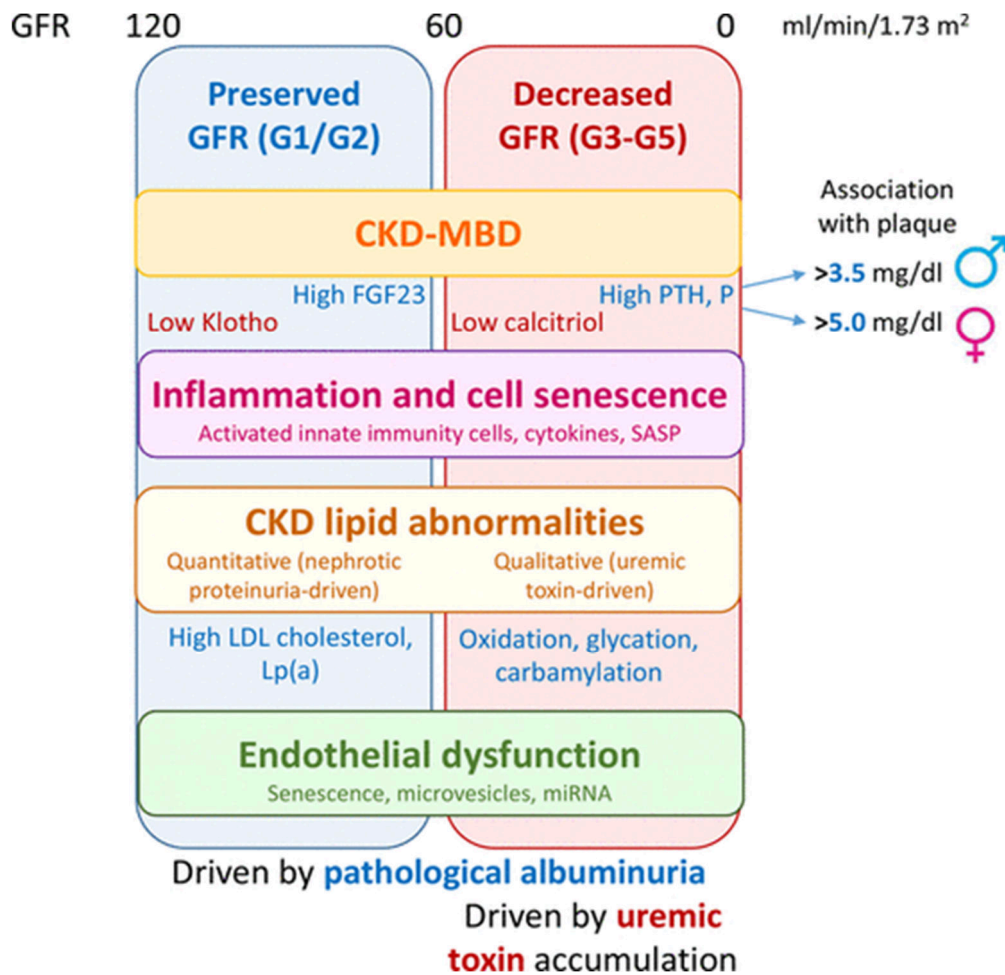 GFR 120 60 0 ml/min/1.73 m²
Preserved
GFR (G1/G2)
Decreased
GFR (G3-G5)
CKD-MBD
Association
with plaque
>3.5 mg/dl
>5.0 mg/dl
High FGF23
Low Klotho
High PTH, P
Low calcitriol
Inflammation and cell senescence
Activated innate immunity cells, cytokines, SASP
CKD lipid abnormalities
Quantitative (nephrotic
proteinuria-driven)
Qualitative (uremic
toxin-driven)
High LDL cholesterol,
Lp(a)
Oxidation, glycation,
carbamylation
Endothelial dysfunction
Senescence, microvesicles, miRNA
Driven by pathological albuminuria
Driven by uremic
toxin accumulation